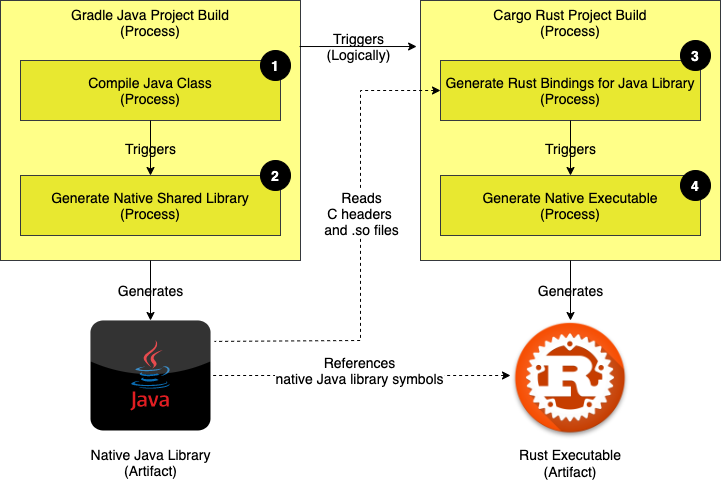 Gradle Java Project Build
(Process)
1
Compile Java Class
(Process)
Triggers
2
Generate Native Shared Library
(Process)
Generates
Java
Native Java Library
(Artifact)
Triggers
(Logically)
Reads
C headers
and .so files
References
native Java library symbols
Cargo Rust Project Build
(Process)
3
Generate Rust Bindings for Java Library
(Process)
Triggers
4
Generate Native Executable
(Process)
Generates
R
Rust Executable
(Artifact)